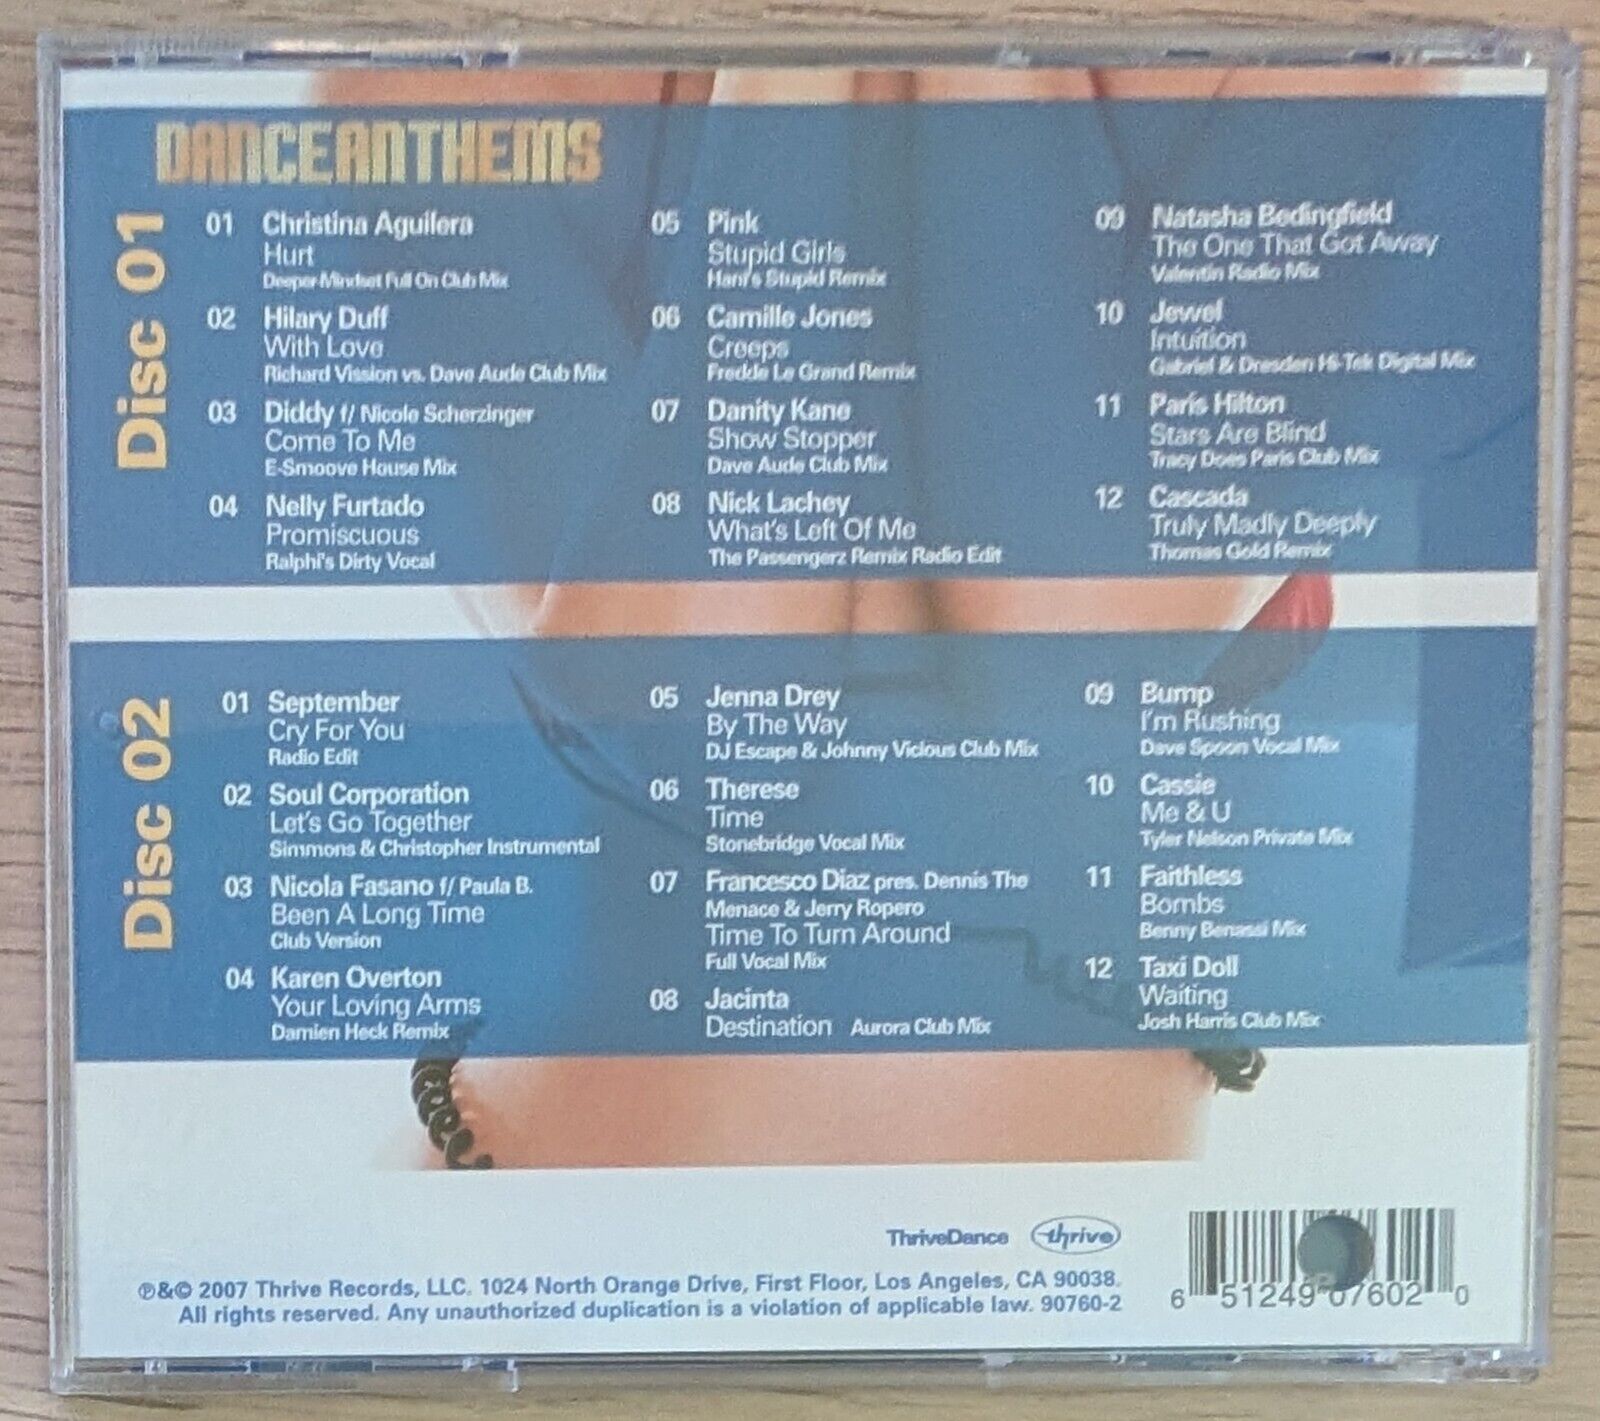 DANCEANTHEMS
Disc 01
01 Christina Aguilera
Hurt
Deeper Mindset Full On Club Mix
02 Hilary Duff
With Love
Richard Vission vs. Dave Aude Club Mix
03 Diddy f/ Nicole Scherzinger
Come To Me
E-Smoove House Mix
04 Nelly Furtado
Promiscuous
Ralphi's Dirty Vocal
05 Pink
Stupid Girls
Hani's Stupid Remix
06 Camille Jones
Creeps
Fredde Le Grand Remix
07 Danity Kane
Show Stopper
Dave Aude Club Mix
08 Nick Lachey
What's Left Of Me
The Passengerz Remix Radio Edit
09 Natasha Bedingfield
The One That Got Away
Valentin Radio Mix
10 Jewel
Intuition
Gabriel & Dresden Hi-Tek Digital Mix
11 Paris Hilton
Stars Are Blind
Tracy Does Paris Club Mix
12 Cascada
Truly Madly Deeply
Thomas Gold Remix
Disc 02
01 September
Cry For You
Radio Edit
02 Soul Corporation
Let's Go Together
Simmons & Christopher Instrumental
03 Nicola Fasano f/ Paula B.
Been A Long Time
Club Version
04 Karen Overton
Your Loving Arms
Damien Heck Remix
05 Jenna Drey
By The Way
DJ Escape & Johnny Vicious Club Mix
06 Therese
Time
Stonebridge Vocal Mix
07 Francesco Diaz pres. Dennis The
Menace & Jerry Ropero
Time To Turn Around
Full Vocal Mix
08 Jacinta
Destination Aurora Club Mix
09 Bump
I'm Rushing
Dave Spoon Vocal Mix
10 Cassie
Me & U
Tyler Nelson Private Mix
11 Faithless
Bombs
Benny Benassi Mix
12 Taxi Doll
Waiting
Josh Harris Club Mix
ThriveDance thrive
℗&© 2007 Thrive Records, LLC. 1024 North Orange Drive, First Floor, Los Angeles, CA 90038.
All rights reserved. Any unauthorized duplication is a violation of applicable law. 90760-2
6 51249 07602 0